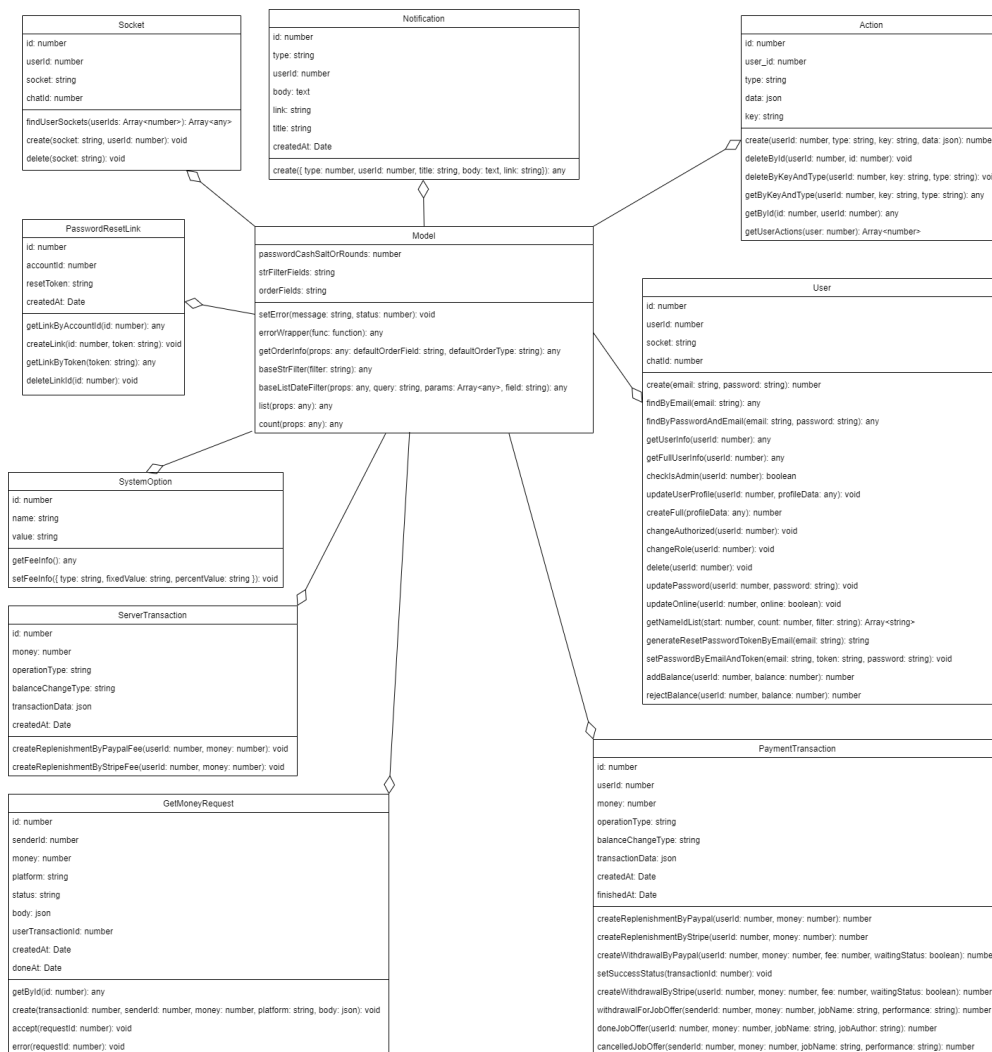 Socket
id: number
userId: number
socket: string
chatId: number
findUserSockets(userIds: Array<number>): Array<any>
create(socket: string, userId: number): void
delete(socket: string): void
Notification
id: number
type: string
userId: number
body: text
link: string
title: string
createdAt: Date
create({ type: number, userId: number, title: string, body: text, link: string}): any
Action
id: number
user_id: number
type: string
data: json
key: string
create(userId: number, type: string, key: string, data: json): numbe
deleteById(userId: number, id: number): void
deleteByKeyAndType(userId: number, key: string, type: string): voi
getByKeyAndType(userId: number, key: string, type: string): any
getById(id: number, userId: number): any
getUserActions(user: number): Array<number>
PasswordResetLink
id: number
accountId: number
resetToken: string
createdAt: Date
getLinkByAccountId(id: number): any
createLink(id: number, token: string): void
getLinkByToken(token: string): any
deleteLinkId(id: number): void
Model
passwordCashSaltOrRounds: number
strFilterFields: string
orderFields: string
setError(message: string, status: number): void
errorWrapper(func: function): any
getOrderInfo(props: any: defaultOrderField: string, defaultOrderType: string): any
baseStrFilter(filter: string): any
baseListDateFilter(props: any, query: string, params: Array<any>, field: string): any
list(props: any): any
count(props: any): any
User
id: number
userId: number
socket: string
chatId: number
create(email: string, password: string): number
findByEmail(email: string): any
findByPasswordAndEmail(email: string, password: string): any
getUserInfo(userId: number): any
getFullUserInfo(userId: number): any
checkIsAdmin(userId: number): boolean
updateUserProfile(userId: number, profileData: any): void
createFull(profileData: any): number
changeAuthorized(userId: number): void
changeRole(userId: number): void
delete(userId: number): void
updatePassword(userId: number, password: string): void
updateOnline(userId: number, online: boolean): void
getNameIdList(start: number, count: number, filter: string): Array<string>
generateResetPasswordTokenByEmail(email: string): string
setPasswordByEmailAndToken(email: string, token: string, password: string): void
addBalance(userId: number, balance: number): number
rejectBalance(userId: number, balance: number): number
SystemOption
id: number
name: string
value: string
getFeeInfo(): any
setFeeInfo({ type: string, fixedValue: string, percentValue: string }): void
ServerTransaction
id: number
money: number
operationType: string
balanceChangeType: string
transactionData: json
createdAt: Date
createReplenishmentByPaypalFee(userId: number, money: number): void
createReplenishmentByStripeFee(userId: number, money: number): void
GetMoneyRequest
id: number
senderId: number
money: number
platform: string
status: string
body: json
userTransactionId: number
createdAt: Date
doneAt: Date
getById(id: number): any
create(transactionId: number, senderId: number, money: number, platform: string, body: json): void
accept(requestId: number): void
error(requestId: number): void
PaymentTransaction
id: number
userId: number
money: number
operationType: string
balanceChangeType: string
transactionData: json
createdAt: Date
finishedAt: Date
createReplenishmentByPaypal(userId: number, money: number): number
createReplenishmentByStripe(userId: number, money: number): number
createWithdrawalByPaypal(userId: number, money: number, fee: number, waitingStatus: boolean): numbe
setSuccessStatus(transactionId: number): void
createWithdrawalByStripe(userId: number, money: number, fee: number, waitingStatus: boolean): number
withdrawalForJobOffer(senderId: number, money: number, jobName: string, performance: string): number
doneJobOffer(userId: number, money: number, jobName: string, jobAuthor: string): number
cancelledJobOffer(senderId: number, money: number, jobName: string, performance: string): number